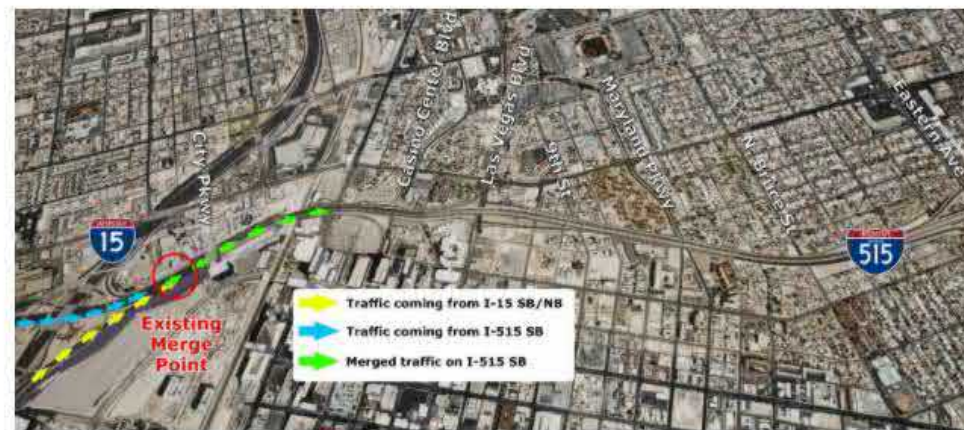 City Pkwy
Casino Center Blvd
Las Vegas Blvd
9th St
Maryland Pkwy
N. Bruce St
Eastern Ave
15
515
Existing
Merge
Point
Traffic coming from I-15 SB/NB
Traffic coming from I-515 SB
Merged traffic on I-515 SB